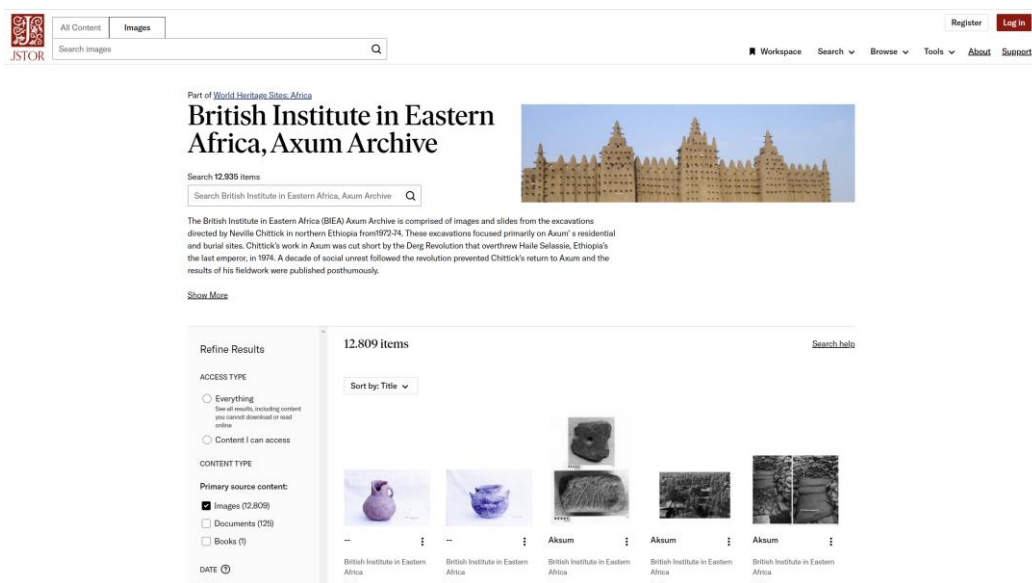 All Content Images
Search images
JSTOR
Register Log in
Workspace Search Browse Tools About Support
Part of World Heritage Sites: Africa
British Institute in Eastern
Africa, Axum Archive
Search 12,935 items
Search British Institute in Eastern Africa, Axum Archive
The British Institute in Eastern Africa (BIEA) Axum Archive is comprised of images and slides from the excavations
directed by Neville Chittick in northern Ethiopia from1972-74. These excavations focused primarily on Axum' s residential
and burial sites. Chittick's work in Axum was cut short by the Derg Revolution that overthrew Haile Selassie, Ethiopia's
the last emperor, in 1974. A decade of social unrest followed the revolution prevented Chittick's return to Axum and the
results of his fieldwork were published posthumously.
Show More
Refine Results
ACCESS TYPE
Everything
See all results, including content
you cannot download or read
online
Content I can access
CONTENT TYPE
Primary source content:
Images (12,809)
Documents (125)
Books (1)
DATE
12.809 items
Search help
Sort by: Title
-- -- Aksum Aksum Aksum
British Institute in Eastern British Institute in Eastern British Institute in Eastern British Institute in Eastern British Institute in Eastern
Africa Africa Africa Africa Africa